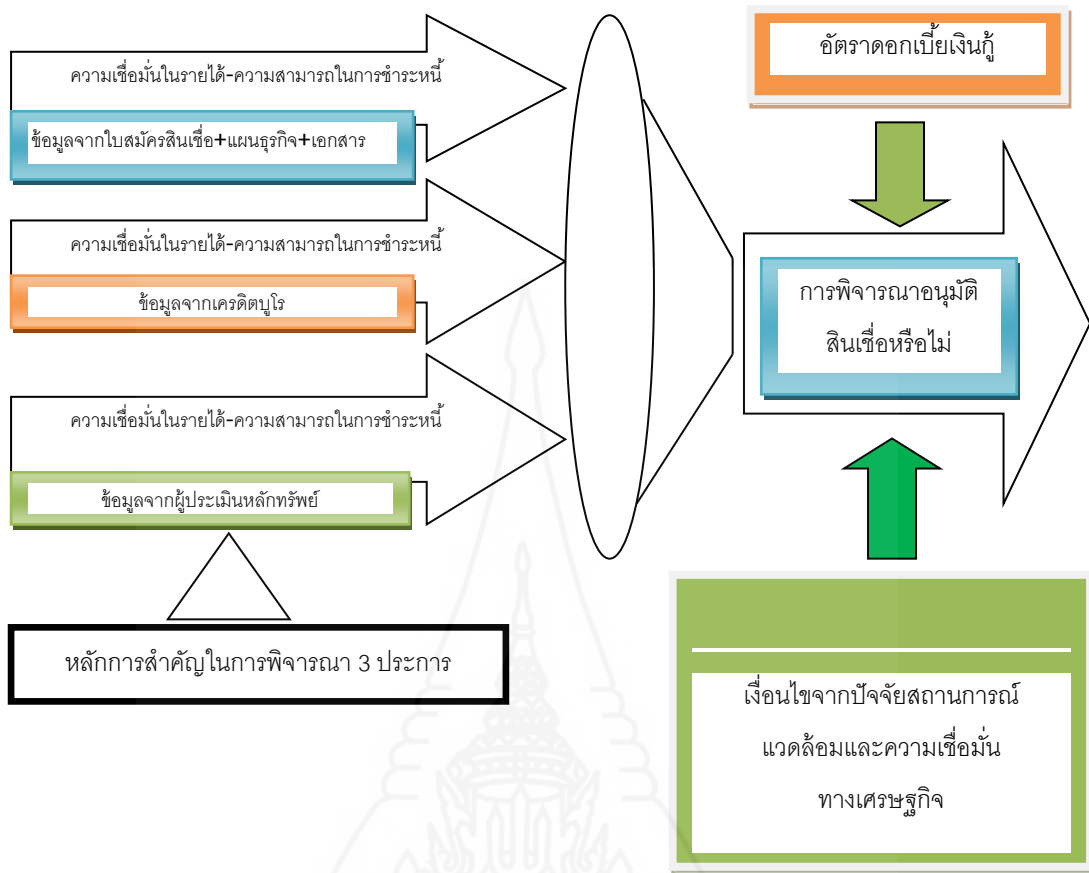 ความเชื่อมั่นในรายได้-ความสามารถในการชำระหนี้
ข้อมูลจากใบสมัครสินเชื่อ+แผนธุรกิจ+เอกสาร
ความเชื่อมั่นในรายได้-ความสามารถในการชำระหนี้
ข้อมูลจากเครดิตบูโร
ความเชื่อมั่นในรายได้-ความสามารถในการชำระหนี้
ข้อมูลจากผู้ประเมินหลักทรัพย์
หลักการสำคัญในการพิจารณา 3 ประการ
อัตราดอกเบี้ยเงินกู้
การพิจารณาอนุมัติ
สินเชื่อหรือไม่
เงื่อนไขจากปัจจัยสถานการณ์
แวดล้อมและความเชื่อมั่น
ทางเศรษฐกิจ